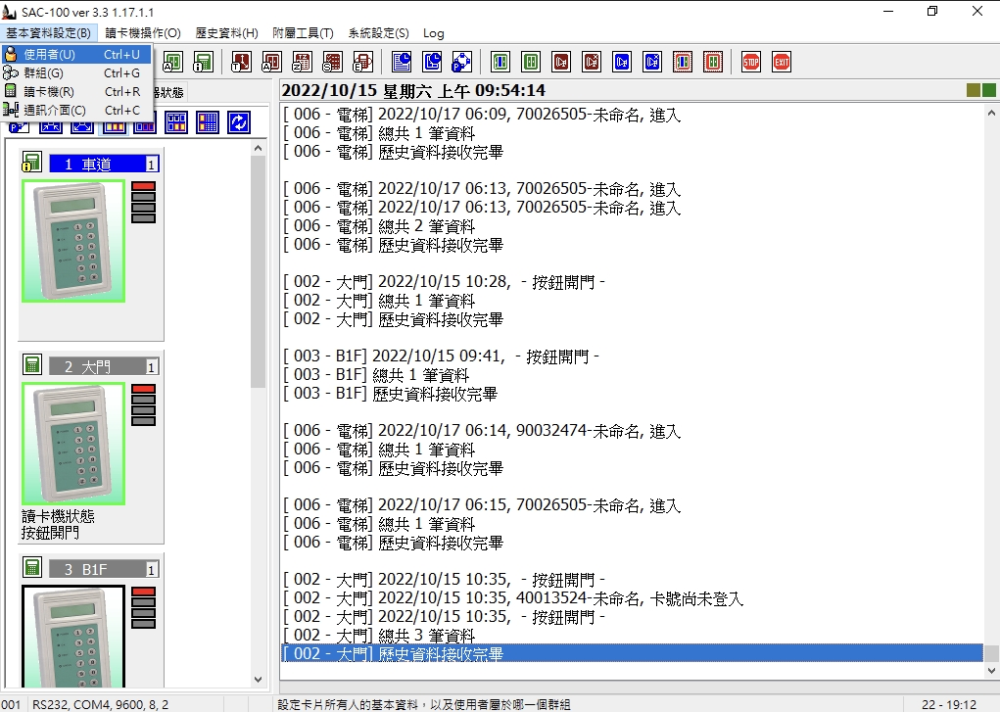 SAC-100 ver 3.3 1.17.1.1
基本資料設定(B) 讀卡機操作(O) 歷史資料(H) 附屬工具(T) 系統設定(S) Log
使用者(U) Ctrl+U
群組(G) Ctrl+G
讀卡機(R) Ctrl+R
通訊介面(C) Ctrl+C
器狀態
STOP EXIT
2022/10/15 星期六 上午 09:54:14
1 車道 1
2 大門 1
讀卡機狀態
按鈕開門
3 B1F 1
[ 006 - 電梯] 2022/10/17 06:09, 70026505-未命名, 進入
[ 006 - 電梯] 總共 1 筆資料
[ 006 - 電梯] 歷史資料接收完畢
[ 006 - 電梯] 2022/10/17 06:13, 70026505-未命名, 進入
[ 006 - 電梯] 2022/10/17 06:13, 70026505-未命名, 進入
[ 006 - 電梯] 總共 2 筆資料
[ 006 - 電梯] 歷史資料接收完畢
[ 002 - 大門] 2022/10/15 10:28, - 按鈕開門 -
[ 002 - 大門] 總共 1 筆資料
[ 002 - 大門] 歷史資料接收完畢
[ 003 - B1F] 2022/10/15 09:41, - 按鈕開門 -
[ 003 - B1F] 總共 1 筆資料
[ 003 - B1F] 歷史資料接收完畢
[ 006 - 電梯] 2022/10/17 06:14, 90032474-未命名, 進入
[ 006 - 電梯] 總共 1 筆資料
[ 006 - 電梯] 歷史資料接收完畢
[ 006 - 電梯] 2022/10/17 06:15, 70026505-未命名, 進入
[ 006 - 電梯] 總共 1 筆資料
[ 006 - 電梯] 歷史資料接收完畢
[ 002 - 大門] 2022/10/15 10:35, - 按鈕開門 -
[ 002 - 大門] 2022/10/15 10:35, 40013524-未命名, 卡號尚未登入
[ 002 - 大門] 2022/10/15 10:35, - 按鈕開門 -
[ 002 - 大門] 總共 3 筆資料
[ 002 - 大門] 歷史資料接收完畢
001 RS232, COM4, 9600, 8, 2 設定卡片所有人的基本資料，以及使用者屬於哪一個群組 22 - 19:12